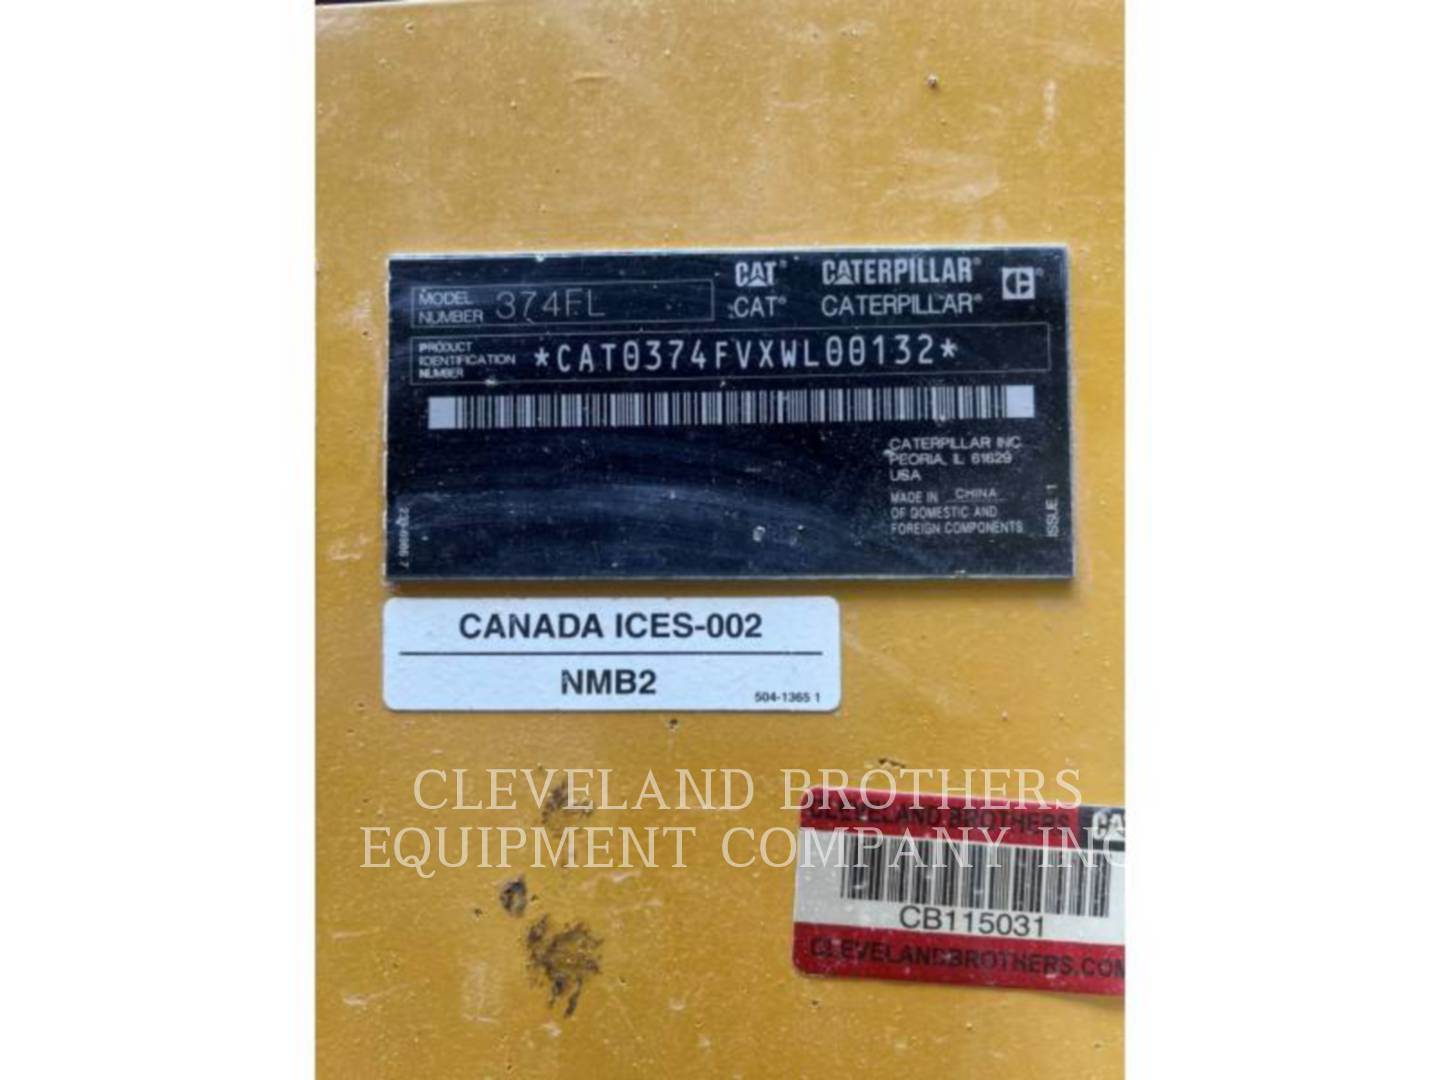 CAT® CATERPILLAR®
MODEL NUMBER 374FL CAT® CATERPILLAR®
PRODUCT IDENTIFICATION NUMBER *CAT0374FVXWL00132*
CATERPILLAR INC.
PEORIA, IL 61629
USA
MADE IN CHINA
OF DOMESTIC AND
FOREIGN COMPONENTS
ISSUE 1
CANADA ICES-002
NMB2
504-1365 1
CLEVELAND BROTHERS
EQUIPMENT COMPANY INC
CLEVELAND BROTHERS
CB115031
CLEVELANDBROTHERS.COM